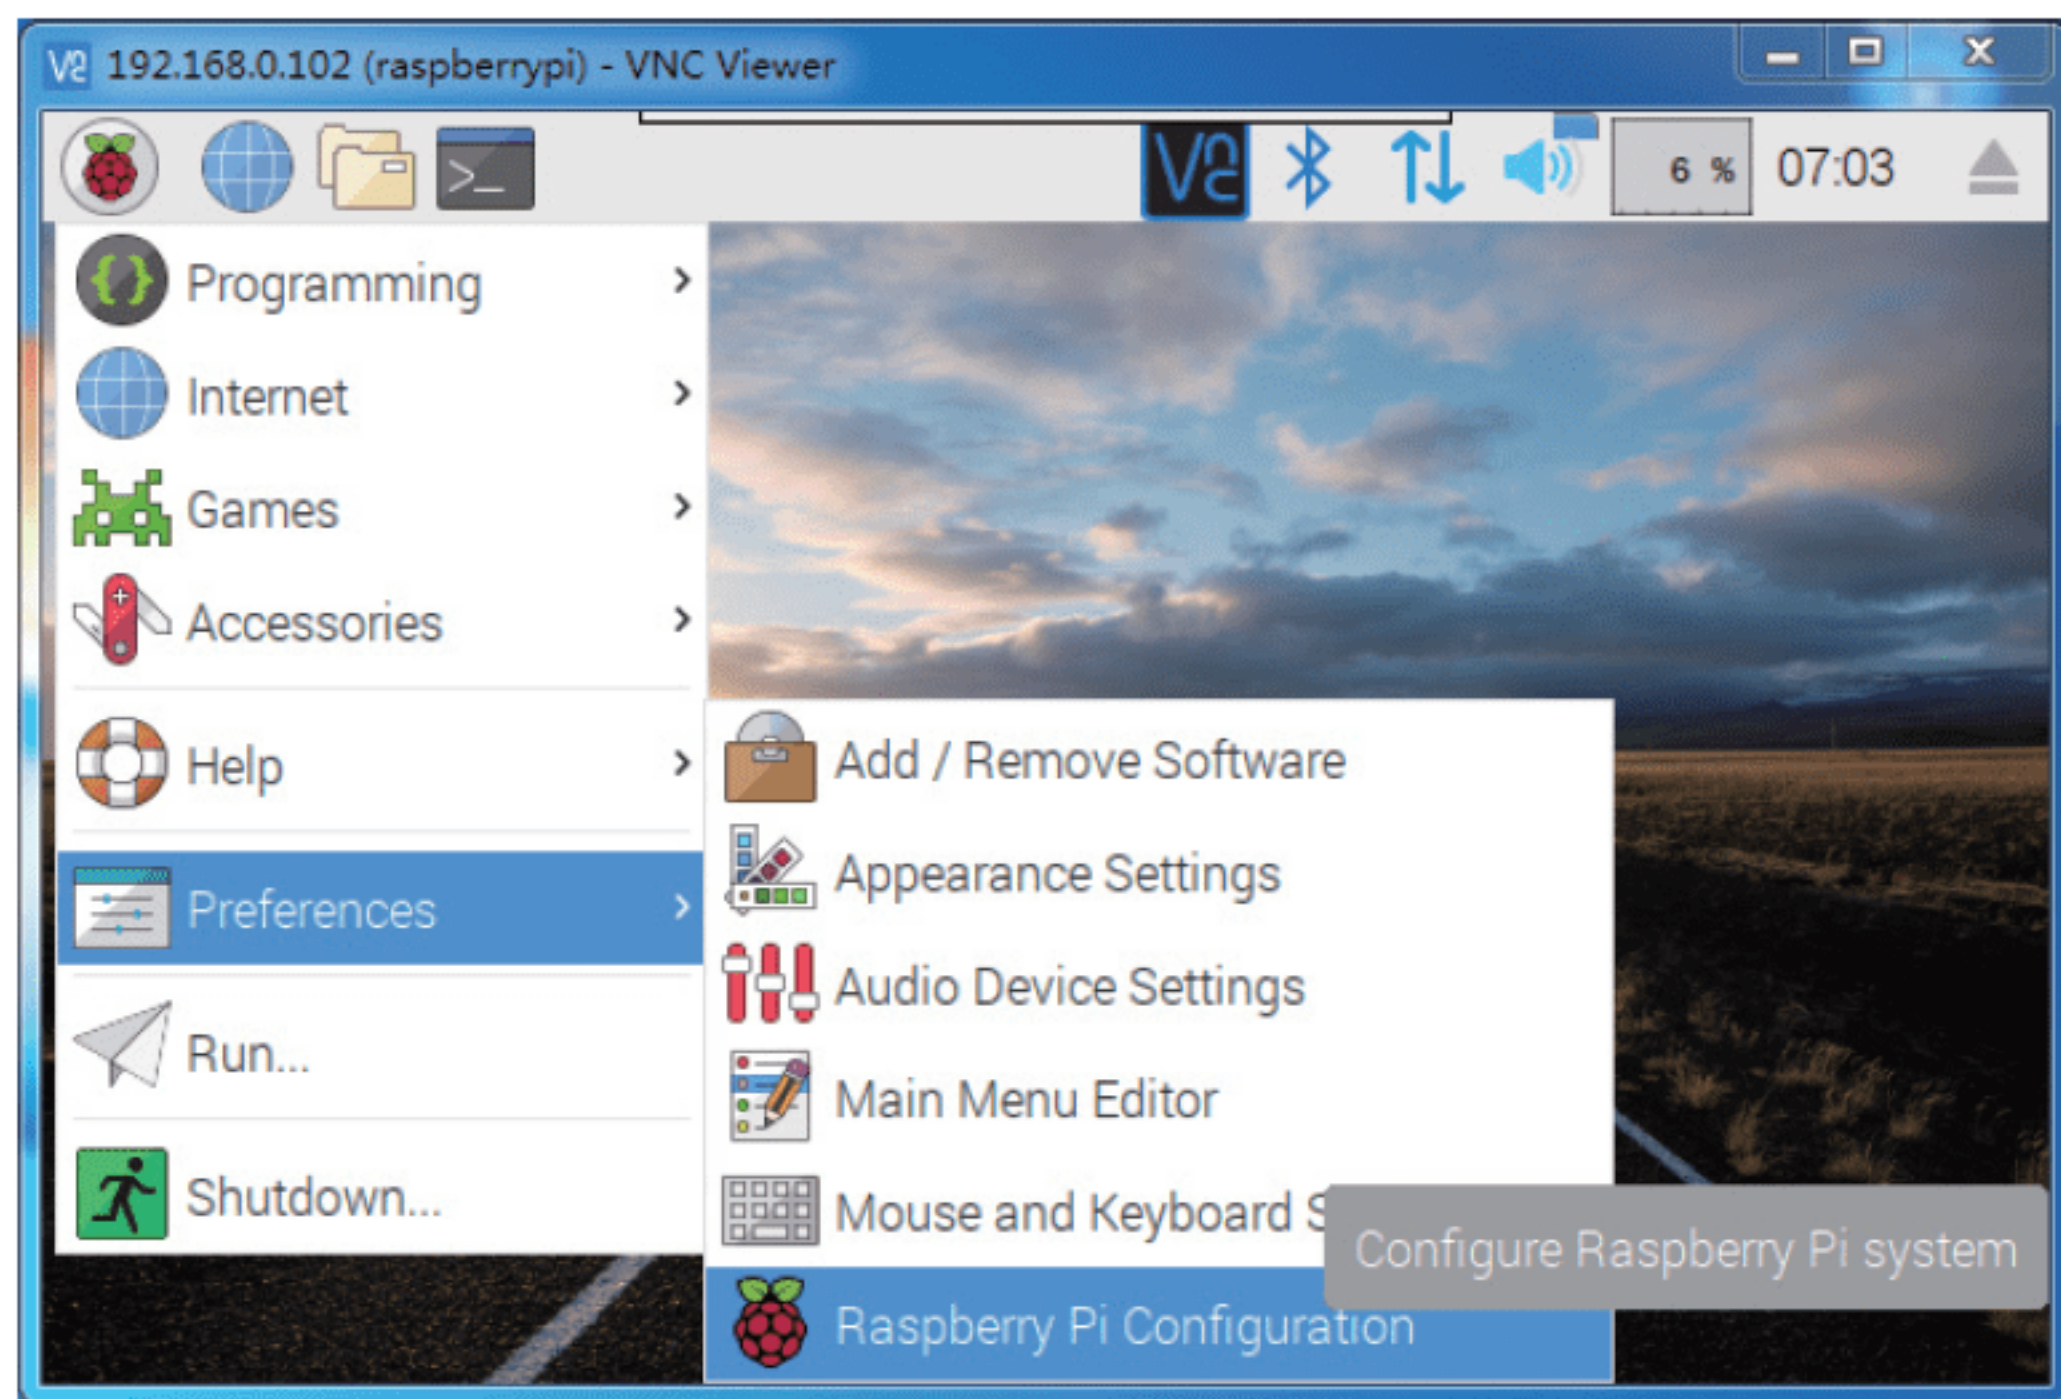 192.168.0.102 (raspberrypi) - VNC Viewer
6 % 07:03
Programming
Internet
Games
Accessories
Help
Preferences
Run...
Shutdown...
Add / Remove Software
Appearance Settings
Audio Device Settings
Main Menu Editor
Mouse and Keyboard S
Configure Raspberry Pi system
Raspberry Pi Configuration